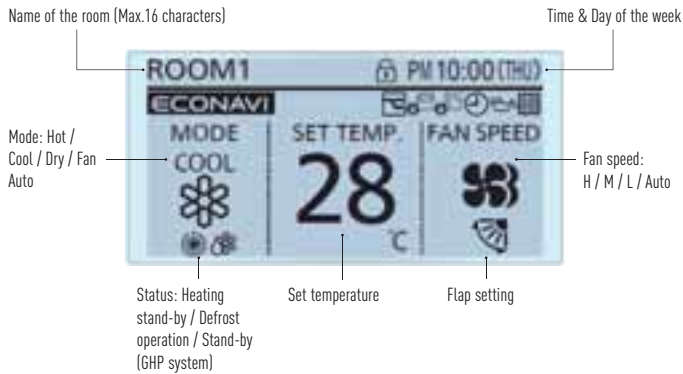 Name of the room (Max.16 characters)
Time & Day of the week
ROOM1
PM 10:00 (THU)
ECONAVI
MODE
SET TEMP.
FAN SPEED
COOL
28
°C
Mode: Hot /
Cool / Dry / Fan
Auto
Fan speed:
H / M / L / Auto
Status: Heating
stand-by / Defrost
operation / Stand-by
(GHP system)
Set temperature
Flap setting